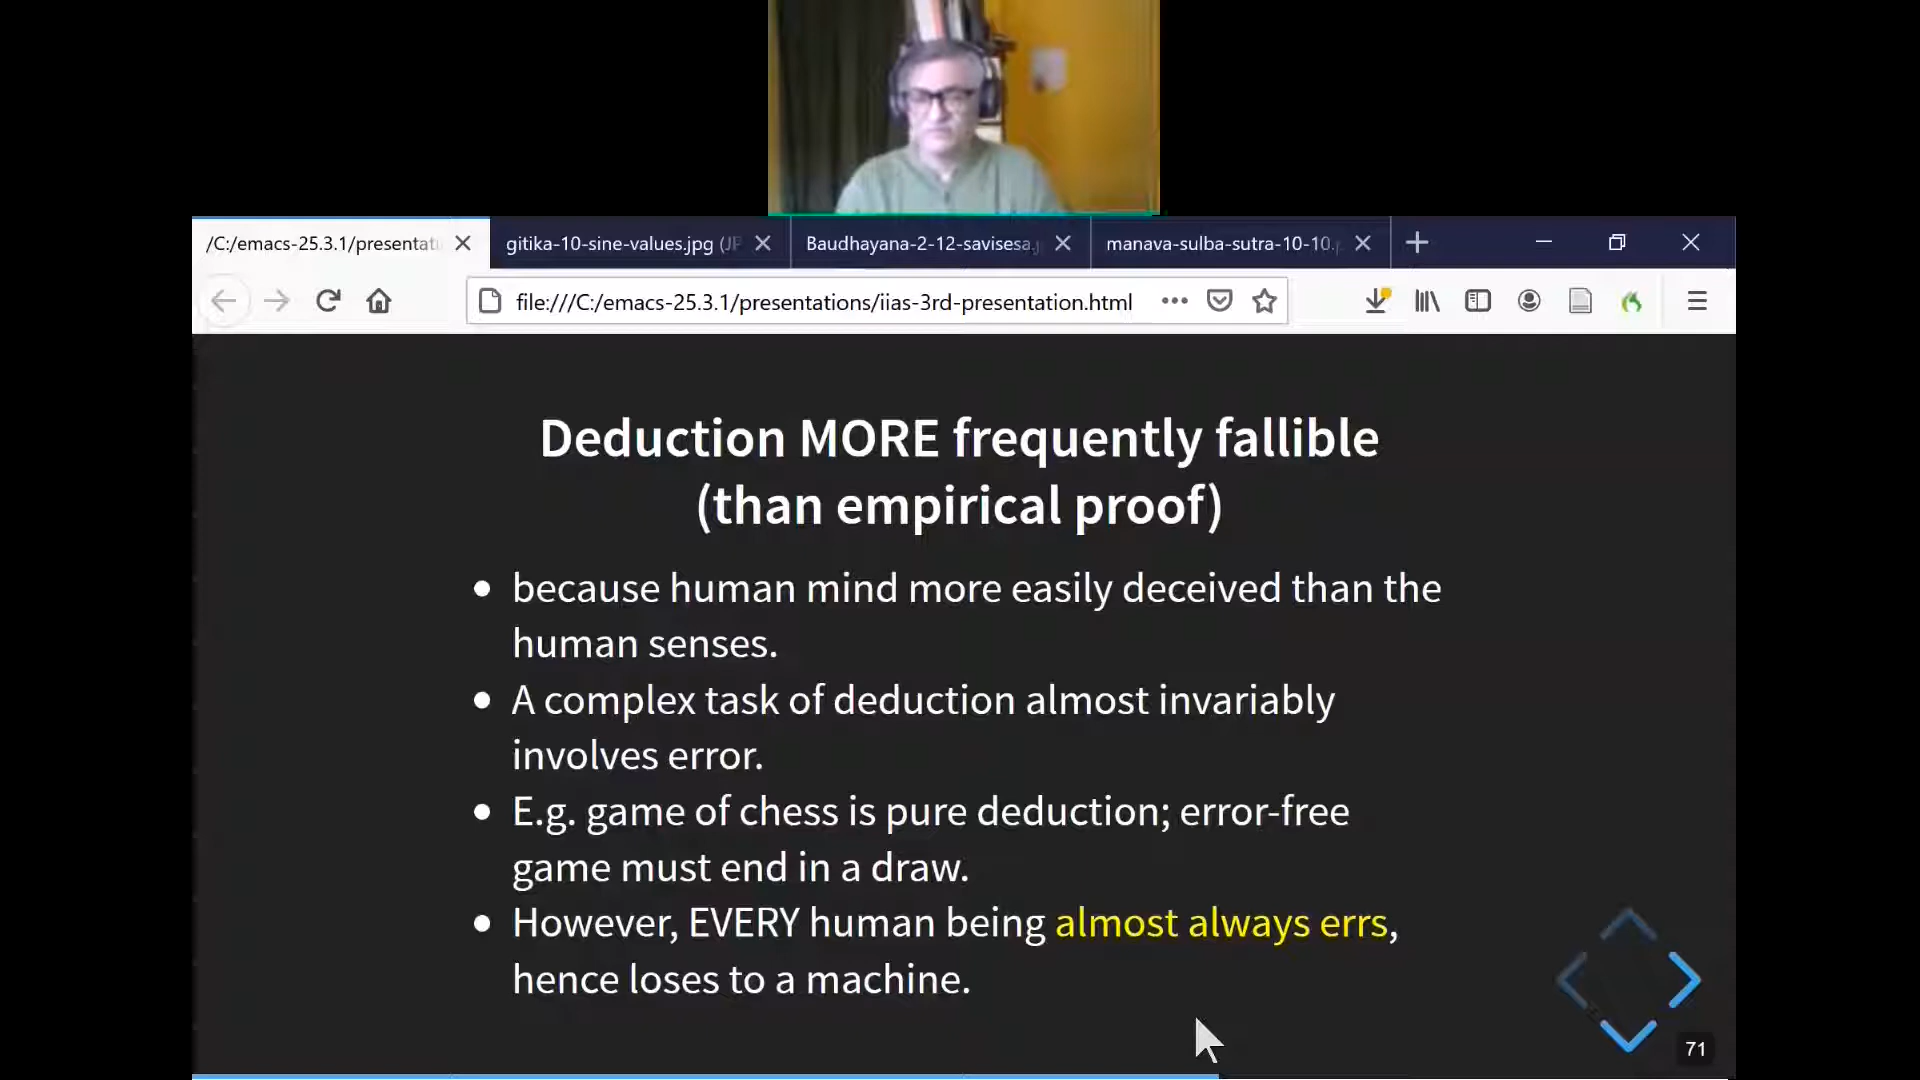 /C:/emacs-25.3.1/presentat
gitika-10-sine-values.jpg (JP
Baudhayana-2-12-savisesa.j
manava-sulba-sutra-10-10.j
file:///C:/emacs-25.3.1/presentations/iias-3rd-presentation.html
Deduction MORE frequently fallible
(than empirical proof)
• because human mind more easily deceived than the
human senses.
• A complex task of deduction almost invariably
involves error.
• E.g. game of chess is pure deduction; error-free
game must end in a draw.
• However, EVERY human being almost always errs,
hence loses to a machine.
71